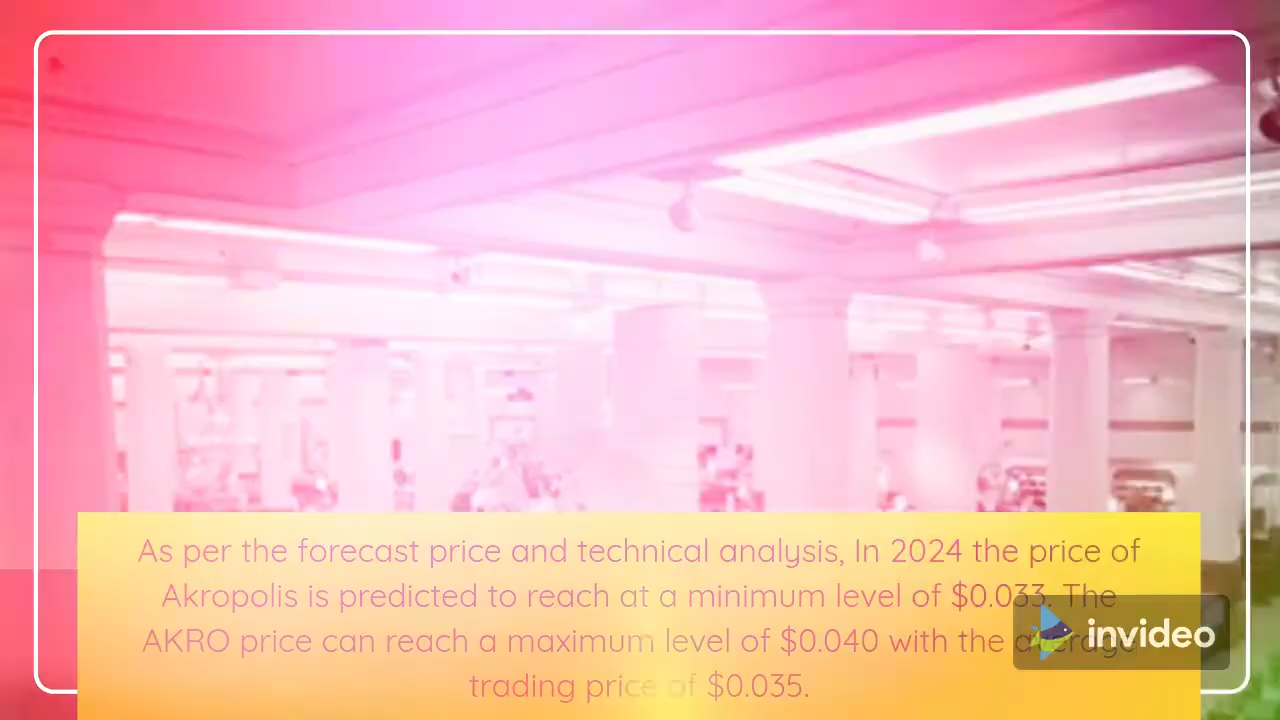 As per the forecast price and technical analysis, In 2024 the price of
Akropolis is predicted to reach at a minimum level of $0.033. The
AKRO price can reach a maximum level of $0.040 with the average
trading price of $0.035.
invideo